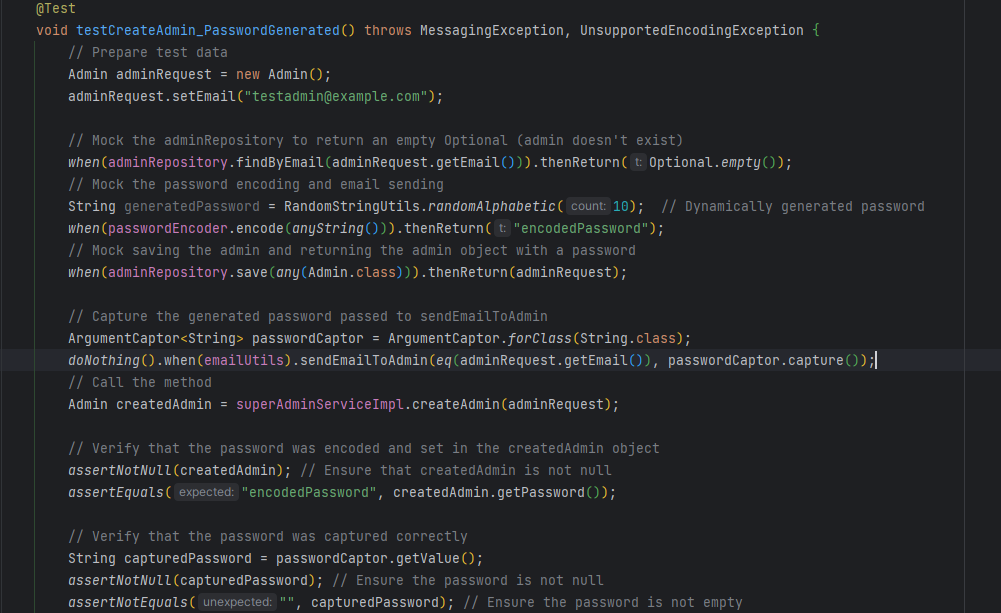 @Test
void testCreateAdmin_PasswordGenerated() throws MessagingException, UnsupportedEncodingException {
// Prepare test data
Admin adminRequest = new Admin();
adminRequest.setEmail("testadmin@example.com");
// Mock the adminRepository to return an empty Optional (admin doesn't exist)
when(adminRepository.findByEmail(adminRequest.getEmail())).thenReturn( t: Optional.empty());
// Mock the password encoding and email sending
String generatedPassword = RandomStringUtils.randomAlphabetic( count: 10);  // Dynamically generated password
when(passwordEncoder.encode(anyString())).thenReturn( t: "encodedPassword");
// Mock saving the admin and returning the admin object with a password
when(adminRepository.save(any(Admin.class))).thenReturn(adminRequest);
// Capture the generated password passed to sendEmailToAdmin
ArgumentCaptor<String> passwordCaptor = ArgumentCaptor.forClass(String.class);
doNothing().when(emailUtils).sendEmailToAdmin(eq(adminRequest.getEmail()), passwordCaptor.capture());
// Call the method
Admin createdAdmin = superAdminServiceImpl.createAdmin(adminRequest);
// Verify that the password was encoded and set in the createdAdmin object
assertNotNull(createdAdmin); // Ensure that createdAdmin is not null
assertEquals( expected: "encodedPassword", createdAdmin.getPassword());
// Verify that the password was captured correctly
String capturedPassword = passwordCaptor.getValue();
assertNotNull(capturedPassword); // Ensure the password is not null
assertNotEquals( unexpected: "", capturedPassword); // Ensure the password is not empty